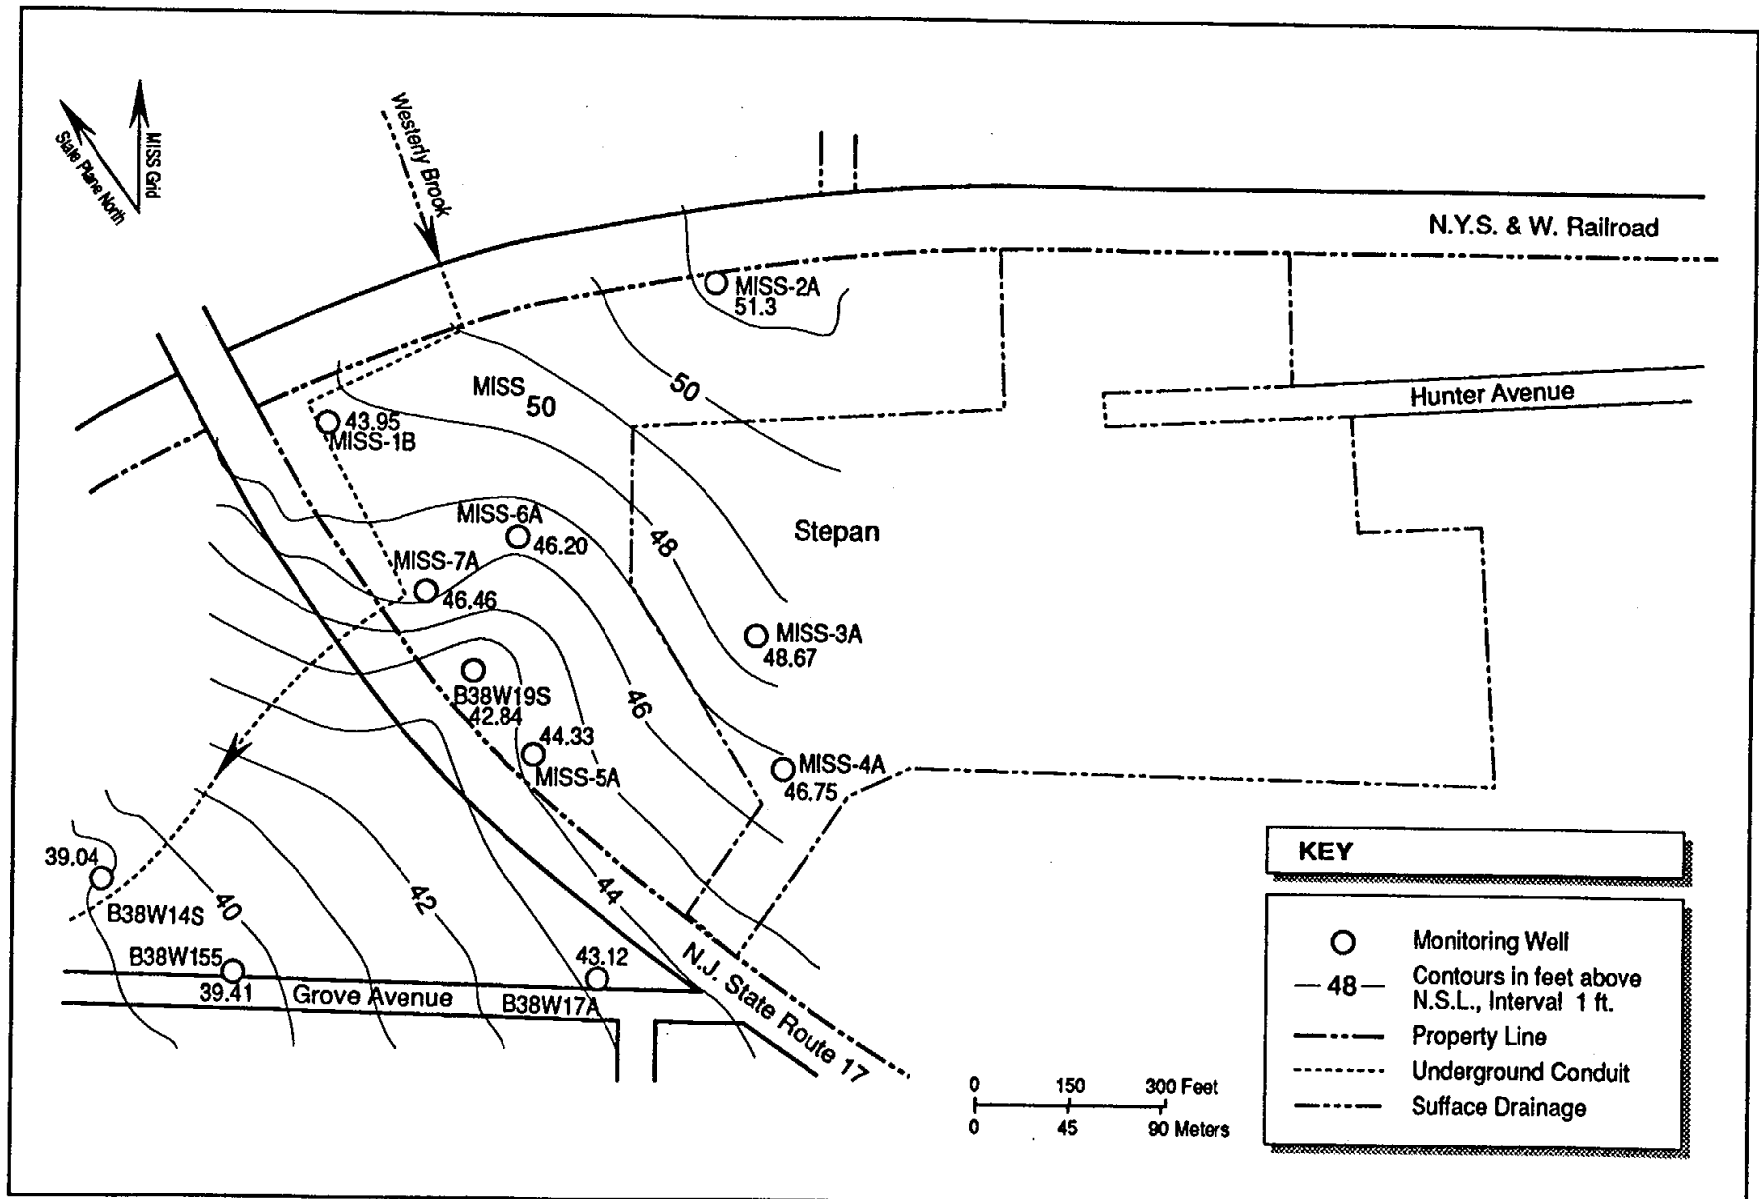 MISS Grid
State Plane North
Westerly Brook
N.Y.S. & W. Railroad
MISS-2A
51.3
Hunter Avenue
50
MISS
50
43.95
MISS-1B
MISS-6A
46.20
48
Stepan
MISS-7A
46.46
MISS-3A
48.67
B38W19S
42.84
46
44.33
MISS-5A
MISS-4A
46.75
39.04
B38W14S
40
42
44
B38W155
39.41
Grove Avenue
43.12
B38W17A
N.J. State Route 17
0 150 300 Feet
0 45 90 Meters
KEY
Monitoring Well
48
Contours in feet above
N.S.L., Interval 1 ft.
Property Line
Underground Conduit
Sufface Drainage